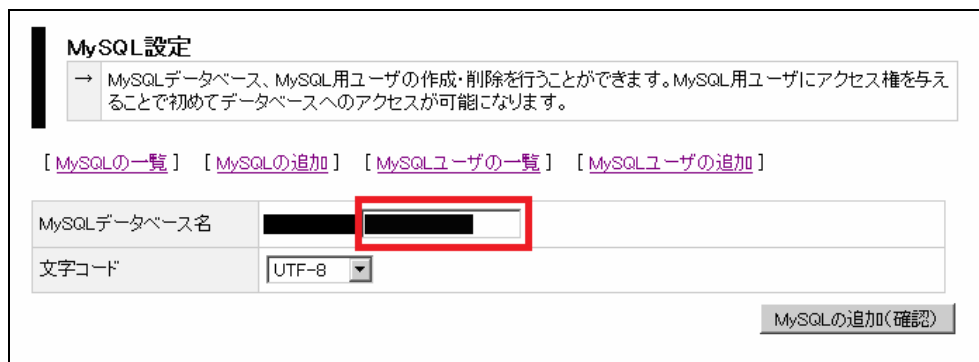 MySQL設定
→ MySQLデータベース、MySQL用ユーザの作成・削除を行うことができます。MySQL用ユーザにアクセス権を与え
ることで初めてデータベースへのアクセスが可能になります。
[ MySQLの一覧 ] [ MySQLの追加 ] [ MySQLユーザの一覧 ] [ MySQLユーザの追加 ]
MySQLデータベース名
文字コード UTF-8
MySQLの追加(確認)